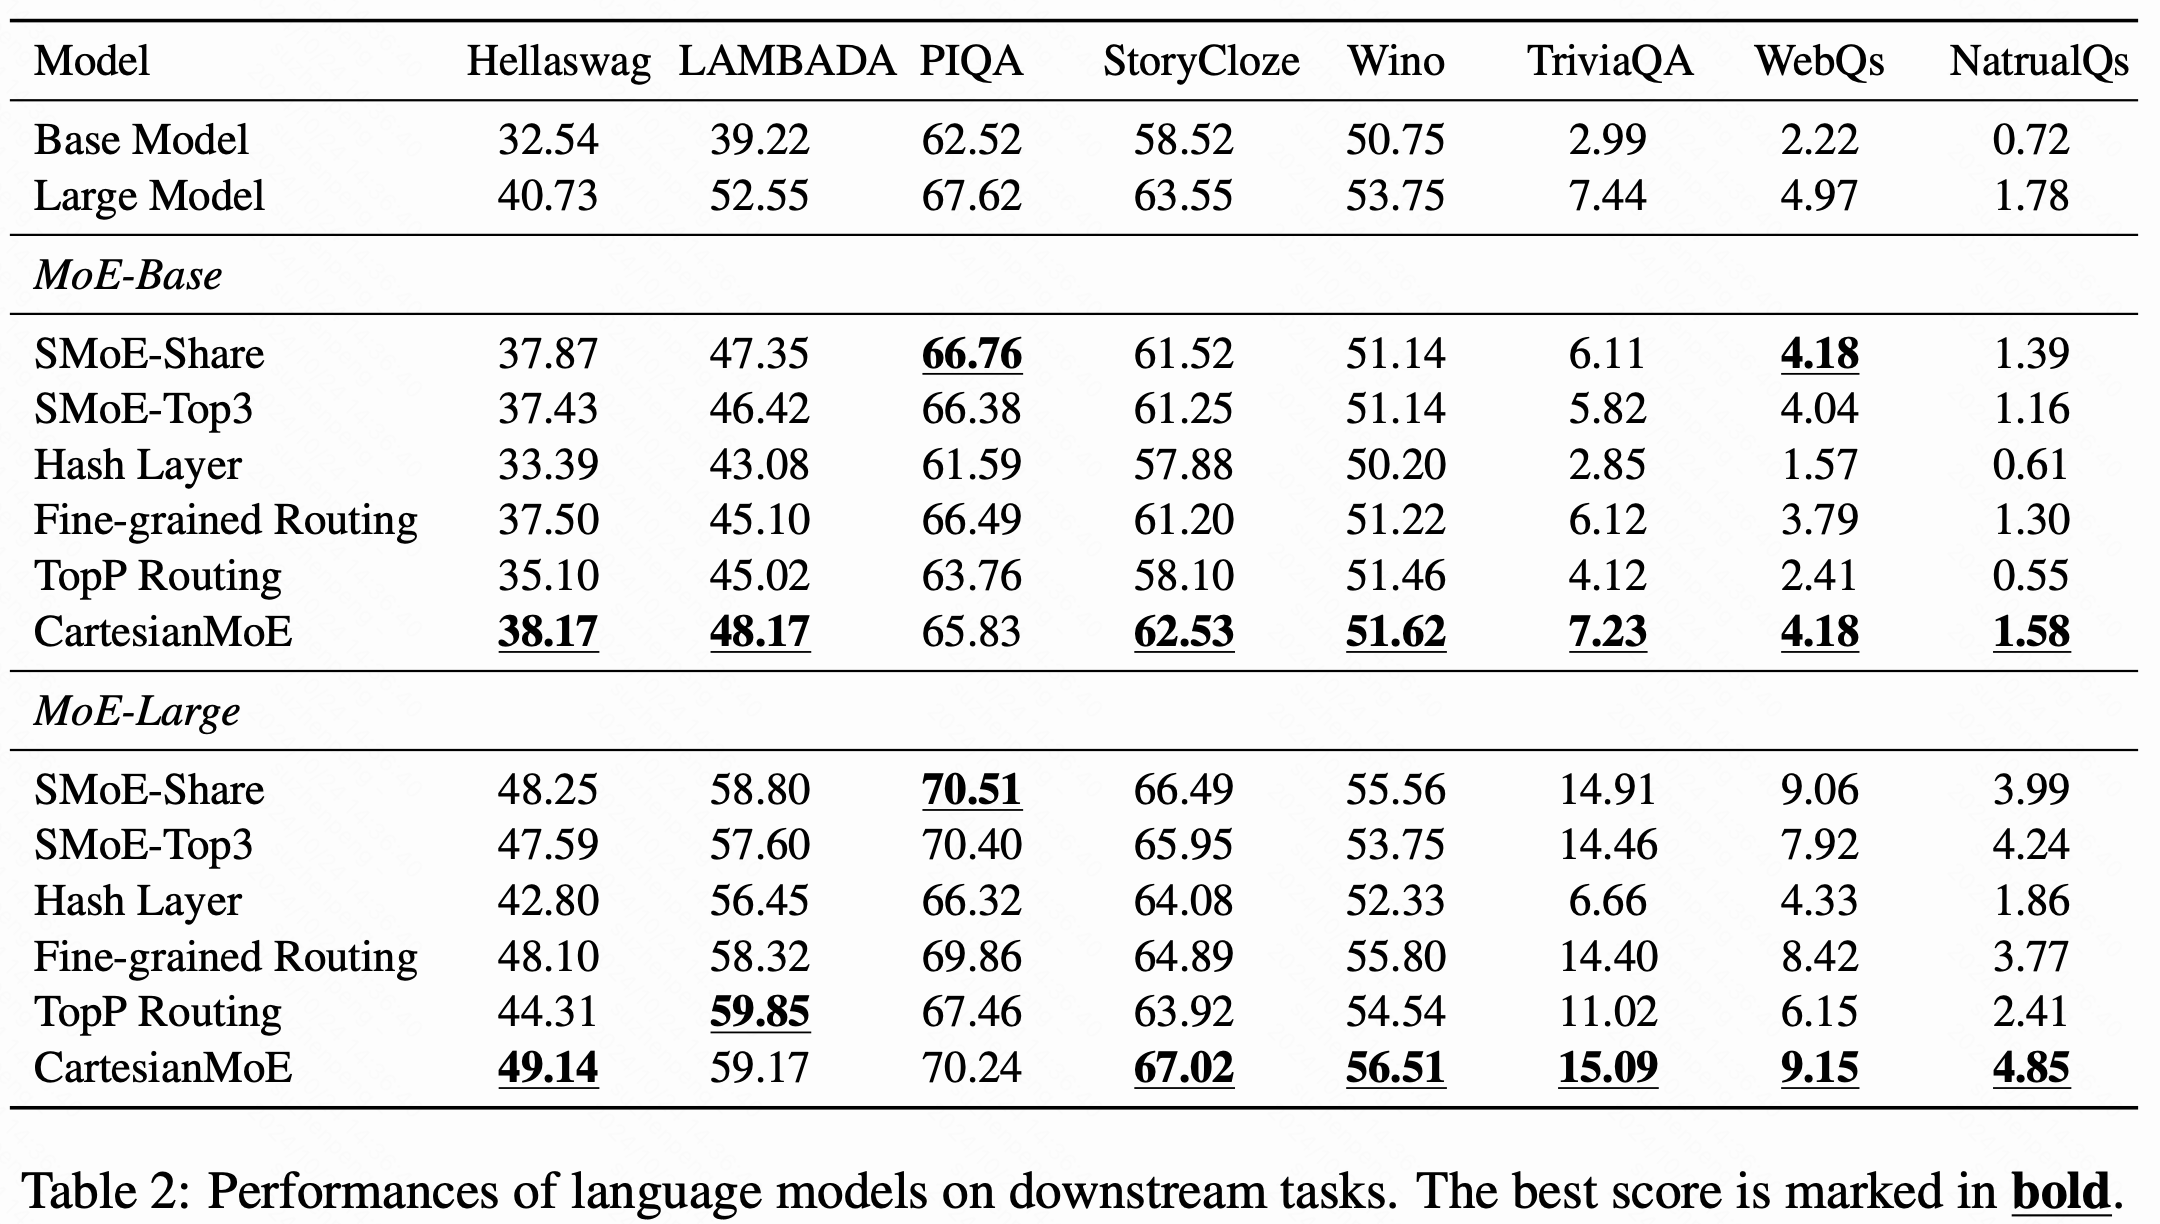 Model Hellaswag LAMBADA PIQA StoryCloze Wino TriviaQA WebQs NatrualQs
Base Model 32.54 39.22 62.52 58.52 50.75 2.99 2.22 0.72
Large Model 40.73 52.55 67.62 63.55 53.75 7.44 4.97 1.78
MoE-Base
SMoE-Share 37.87 47.35 66.76 61.52 51.14 6.11 4.18 1.39
SMoE-Top3 37.43 46.42 66.38 61.25 51.14 5.82 4.04 1.16
Hash Layer 33.39 43.08 61.59 57.88 50.20 2.85 1.57 0.61
Fine-grained Routing 37.50 45.10 66.49 61.20 51.22 6.12 3.79 1.30
TopP Routing 35.10 45.02 63.76 58.10 51.46 4.12 2.41 0.55
CartesianMoE 38.17 48.17 65.83 62.53 51.62 7.23 4.18 1.58
MoE-Large
SMoE-Share 48.25 58.80 70.51 66.49 55.56 14.91 9.06 3.99
SMoE-Top3 47.59 57.60 70.40 65.95 53.75 14.46 7.92 4.24
Hash Layer 42.80 56.45 66.32 64.08 52.33 6.66 4.33 1.86
Fine-grained Routing 48.10 58.32 69.86 64.89 55.80 14.40 8.42 3.77
TopP Routing 44.31 59.85 67.46 63.92 54.54 11.02 6.15 2.41
CartesianMoE 49.14 59.17 70.24 67.02 56.51 15.09 9.15 4.85
Table 2: Performances of language models on downstream tasks. The best score is marked in bold.